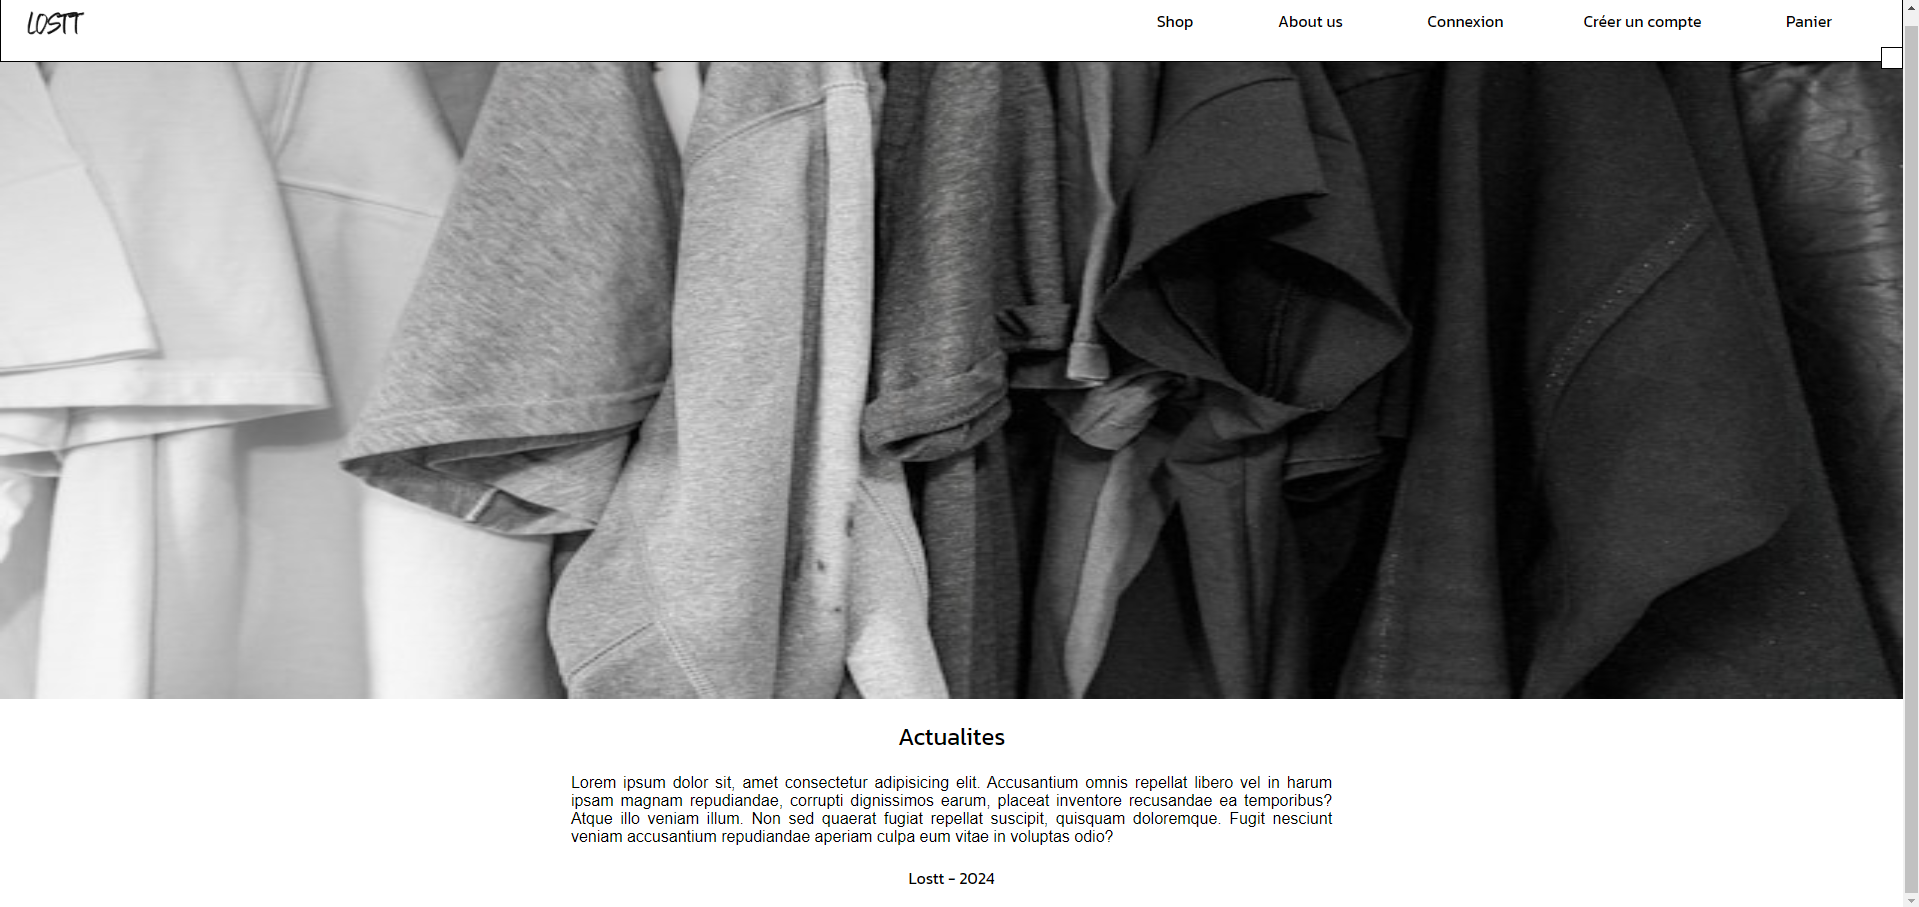 LOSTT
Shop
About us
Connexion
Créer un compte
Panier
Actualites
Lorem ipsum dolor sit, amet consectetur adipisicing elit. Accusantium omnis repellat libero vel in harum
ipsam magnam repudiandae, corrupti dignissimos earum, placeat inventore recusandae ea temporibus?
Atque illo veniam illum. Non sed quaerat fugiat repellat suscipit, quisquam doloremque. Fugit nesciunt
veniam accusantium repudiandae aperiam culpa eum vitae in voluptas odio?
Lostt - 2024